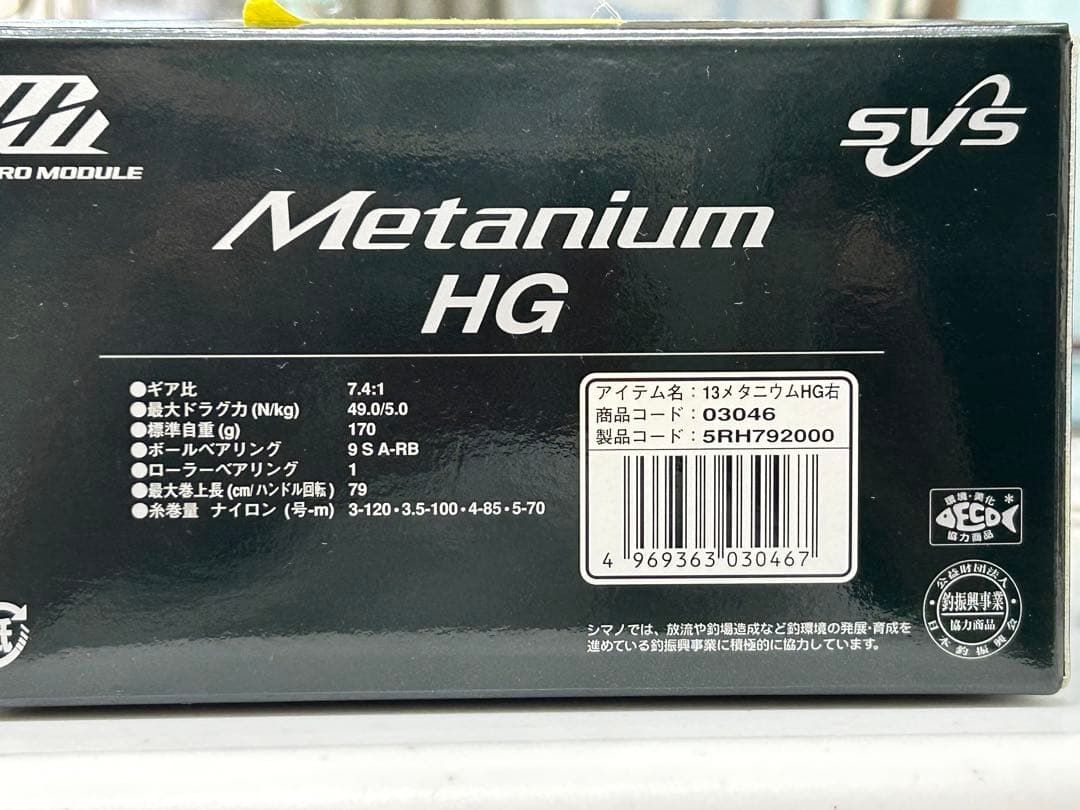 RO MODULE
SVS
Metanium
HG
●ギア比 7.4:1
●最大ドラグ力(N/kg) 49.0/5.0
●標準自重(g) 170
●ボールベアリング 9 S A-RB
●ローラーベアリング 1
●最大巻上長(cm/ハンドル回転) 79
●糸巻量 ナイロン (号-m) 3-120・3.5-100・4-85・5-70
アイテム名：13メタニウムHG右
商品コード：03046
製品コード：5RH792000
4 969363 030467
環境・美化
ECO
協力商品
公益財団法人
釣振興事業
協力商品
日本釣振興会
シマノでは、放流や釣場造成など釣環境の発展・育成を
進めている釣振興事業に積極的に協力しています。